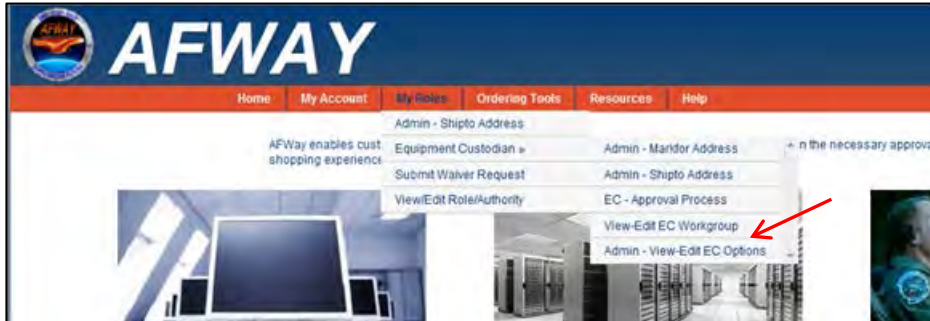 AFWAY
AFWAY
Home My Account My Roles Ordering Tools Resources Help
Admin - Shipto Address
AFWay enables cust
shopping experience
Equipment Custodian »
Submit Waiver Request
View/Edit Role/Authority
Admin - Markfor Address
Admin - Shipto Address
EC - Approval Process
View-Edit EC Workgroup
Admin - View-Edit EC Options
n the necessary approva